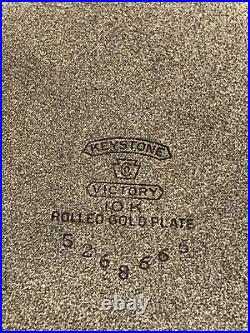 KEYSTONE
C
VICTORY
10 K
ROLLED GOLD PLATE
5268665